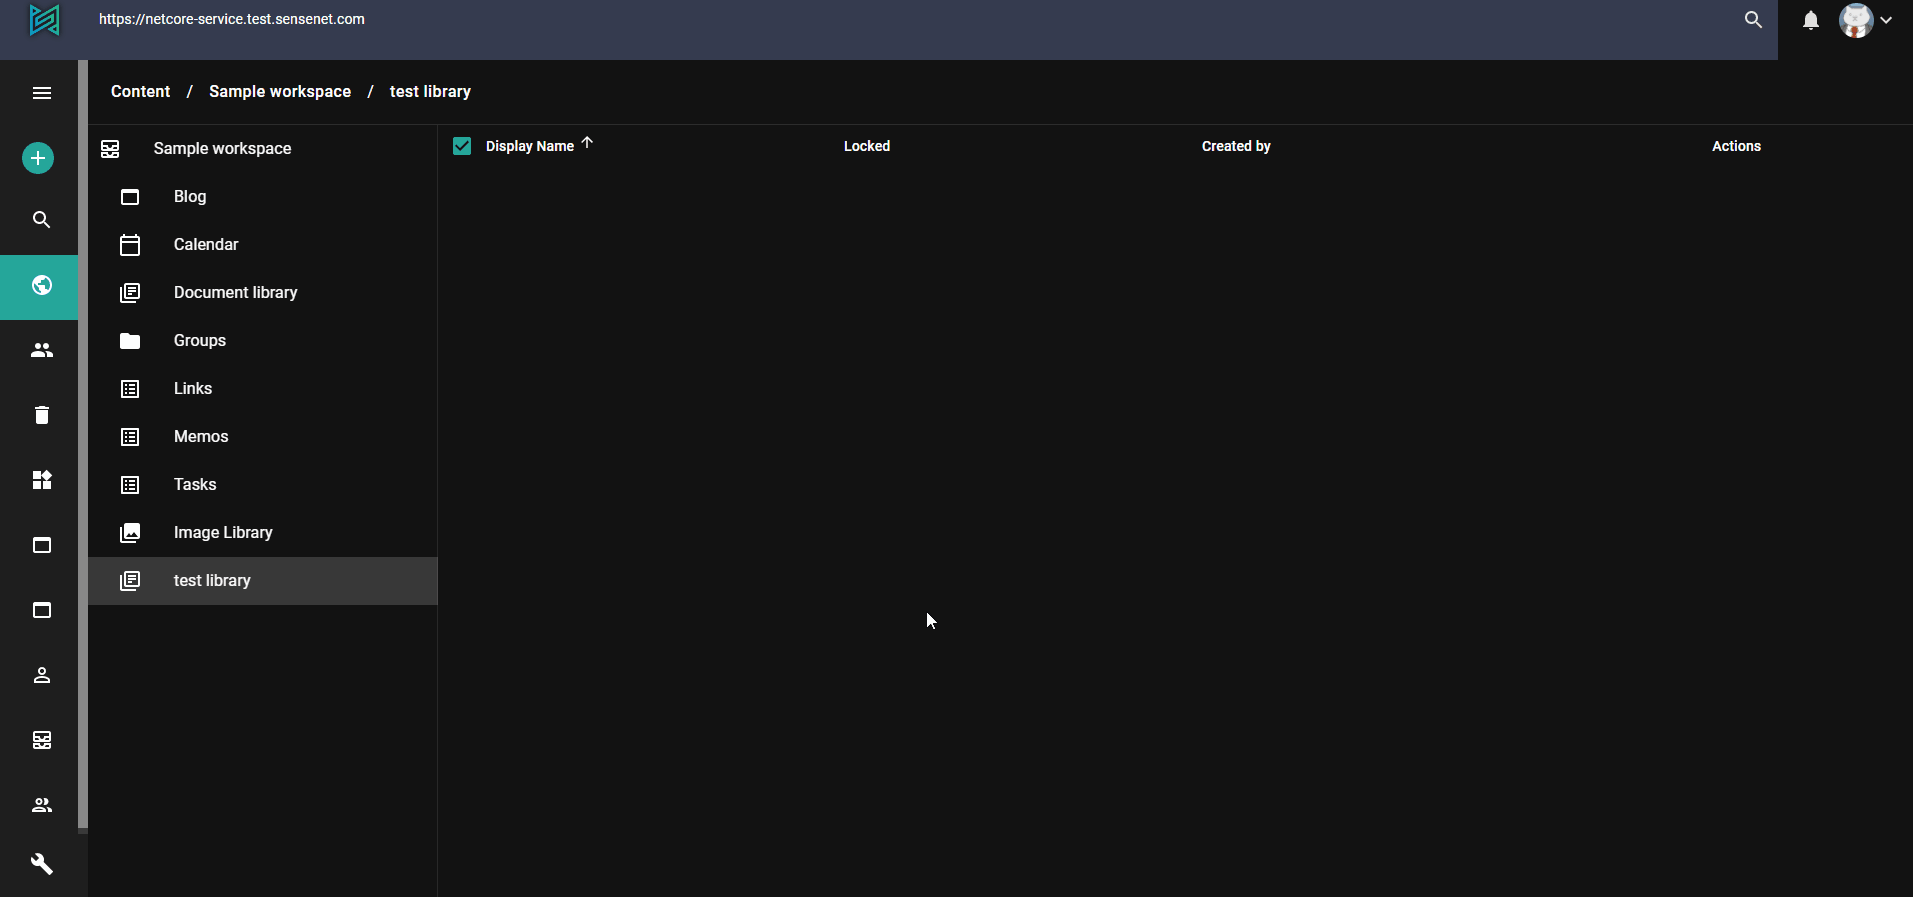 https://netcore-service.test.sensenet.com
Content / Sample workspace / test library
Sample workspace
Blog
Calendar
Document library
Groups
Links
Memos
Tasks
Image Library
test library
Display Name Locked Created by Actions